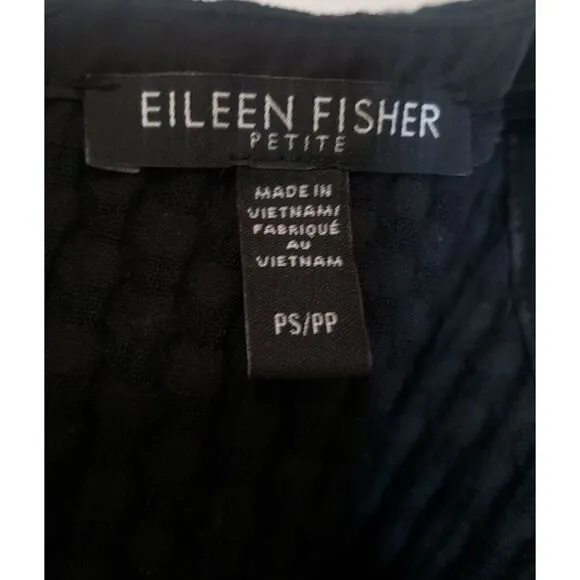 EILEEN FISHER
PETITE
MADE IN
VIETNAM/
FABRIQUÉ
AU
VIETNAM
PS/PP